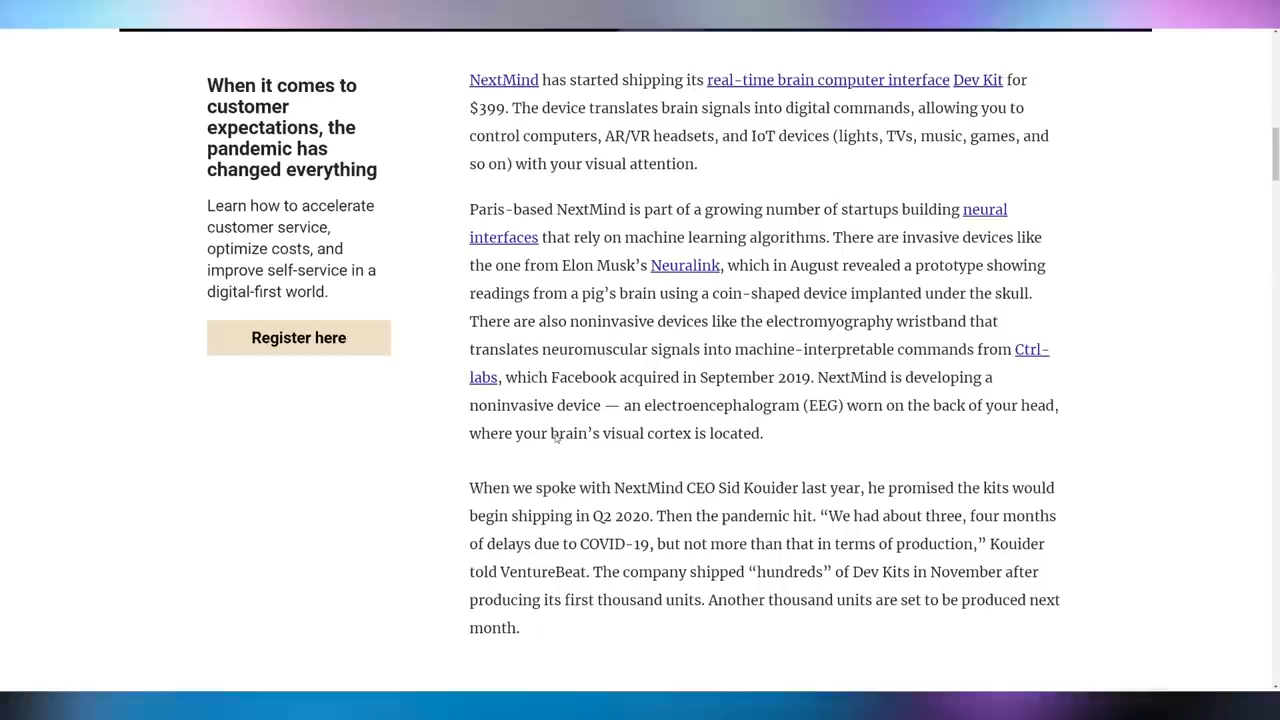 When it comes to
customer
expectations, the
pandemic has
changed everything
Learn how to accelerate
customer service,
optimize costs, and
improve self-service in a
digital-first world.
Register here
NextMind has started shipping its real-time brain computer interface Dev Kit for
$399. The device translates brain signals into digital commands, allowing you to
control computers, AR/VR headsets, and IoT devices (lights, TVs, music, games, and
so on) with your visual attention.
Paris-based NextMind is part of a growing number of startups building neural
interfaces that rely on machine learning algorithms. There are invasive devices like
the one from Elon Musk’s Neuralink, which in August revealed a prototype showing
readings from a pig’s brain using a coin-shaped device implanted under the skull.
There are also noninvasive devices like the electromyography wristband that
translates neuromuscular signals into machine-interpretable commands from Ctrl-
labs, which Facebook acquired in September 2019. NextMind is developing a
noninvasive device — an electroencephalogram (EEG) worn on the back of your head,
where your brain’s visual cortex is located.
When we spoke with NextMind CEO Sid Kouider last year, he promised the kits would
begin shipping in Q2 2020. Then the pandemic hit. “We had about three, four months
of delays due to COVID-19, but not more than that in terms of production,” Kouider
told VentureBeat. The company shipped “hundreds” of Dev Kits in November after
producing its first thousand units. Another thousand units are set to be produced next
month.